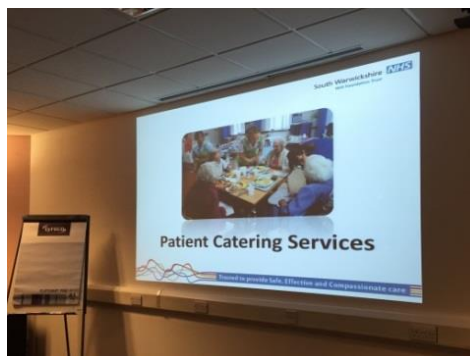 South Warwickshire NHS
NHS Foundation Trust
Patient Catering Services
Trusted to provide Safe, Effective and Compassionate care